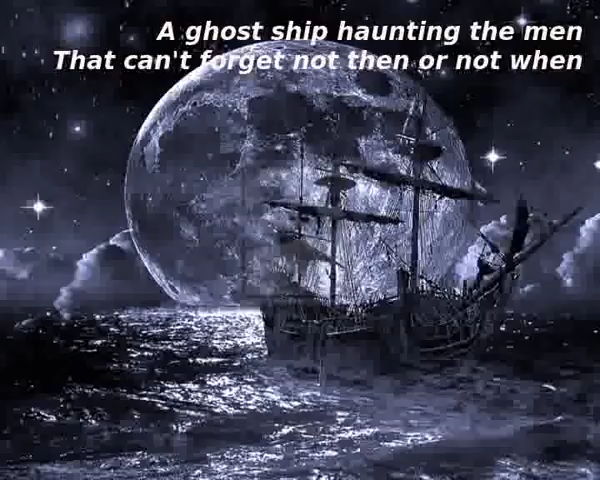 A ghost ship haunting the men
That can't forget not then or not when